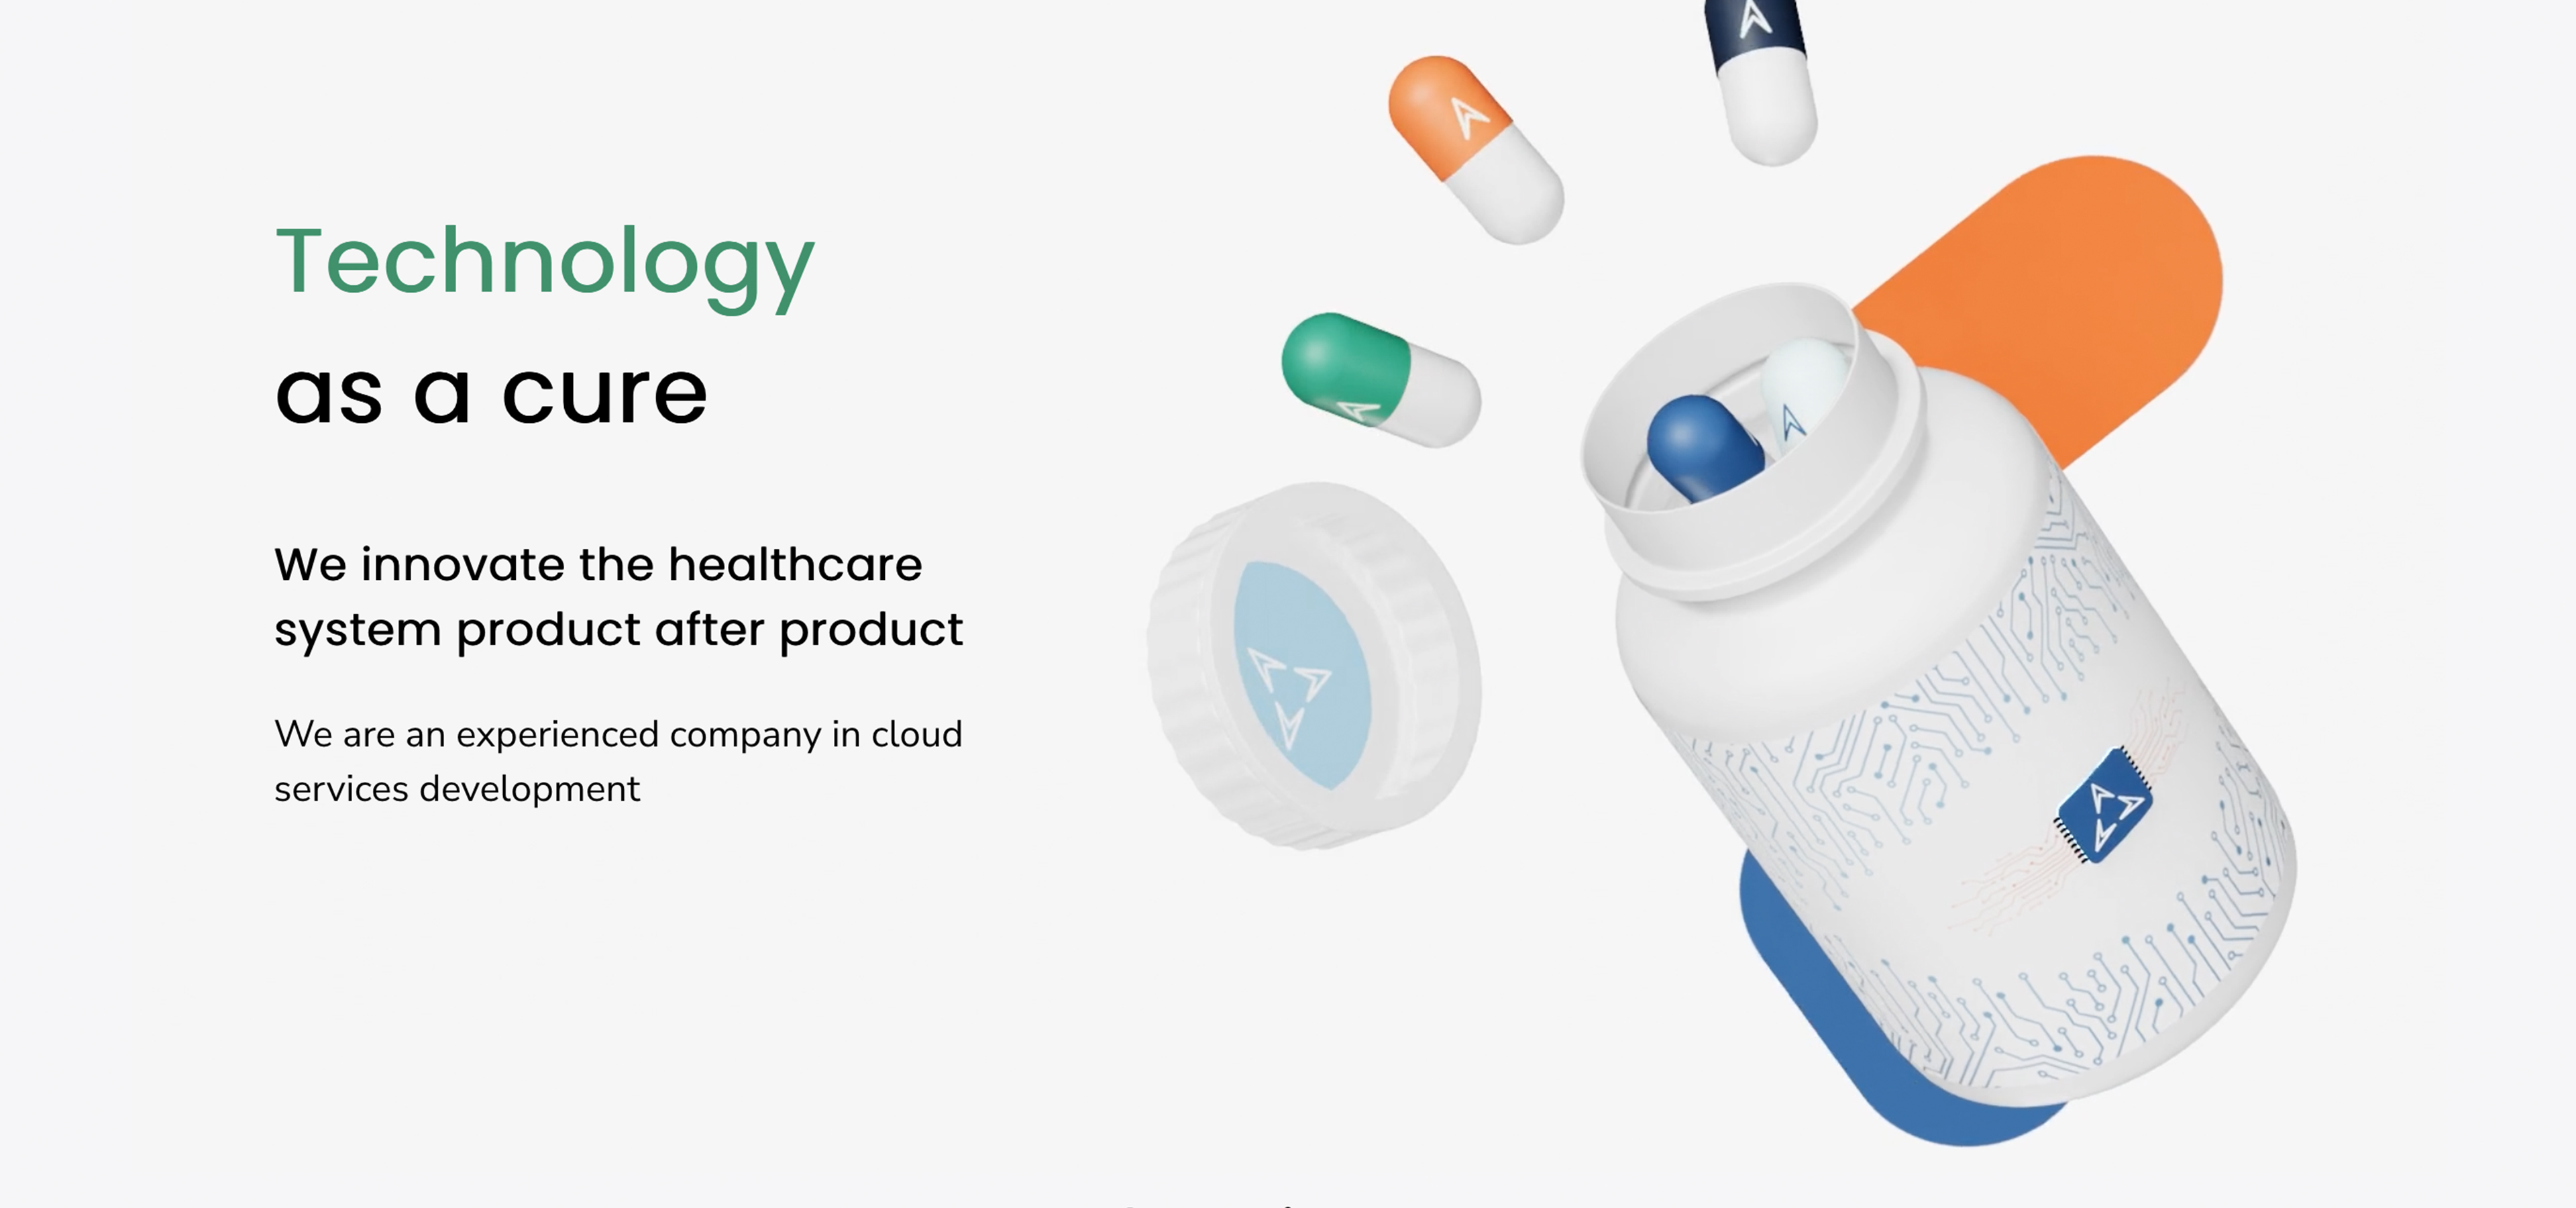 Technology
as a cure
We innovate the healthcare
system product after product
We are an experienced company in cloud
services development